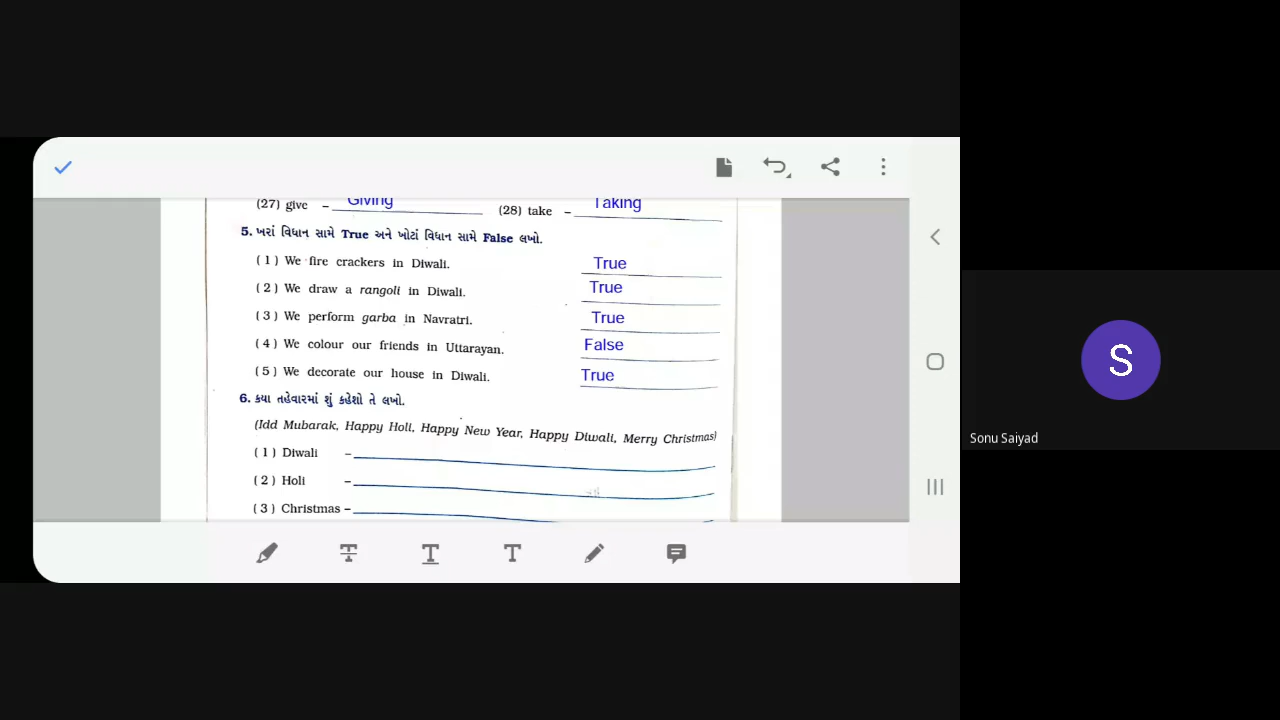 (27) give – Giving (28) take – Taking
5. ખરાં વિધાન સામે True અને ખોટાં વિધાન સામે False લખો.
( 1 ) We fire crackers in Diwali. True
( 2 ) We draw a rangoli in Diwali. True
( 3 ) We perform garba in Navratri. True
( 4 ) We colour our friends in Uttarayan. False
( 5 ) We decorate our house in Diwali. True
6. કયા તહેવારમાં શું કહેશો તે લખો.
(Idd Mubarak, Happy Holi, Happy New Year, Happy Diwali, Merry Christmas)
( 1 ) Diwali –
( 2 ) Holi –
( 3 ) Christmas –
S
Sonu Saiyad